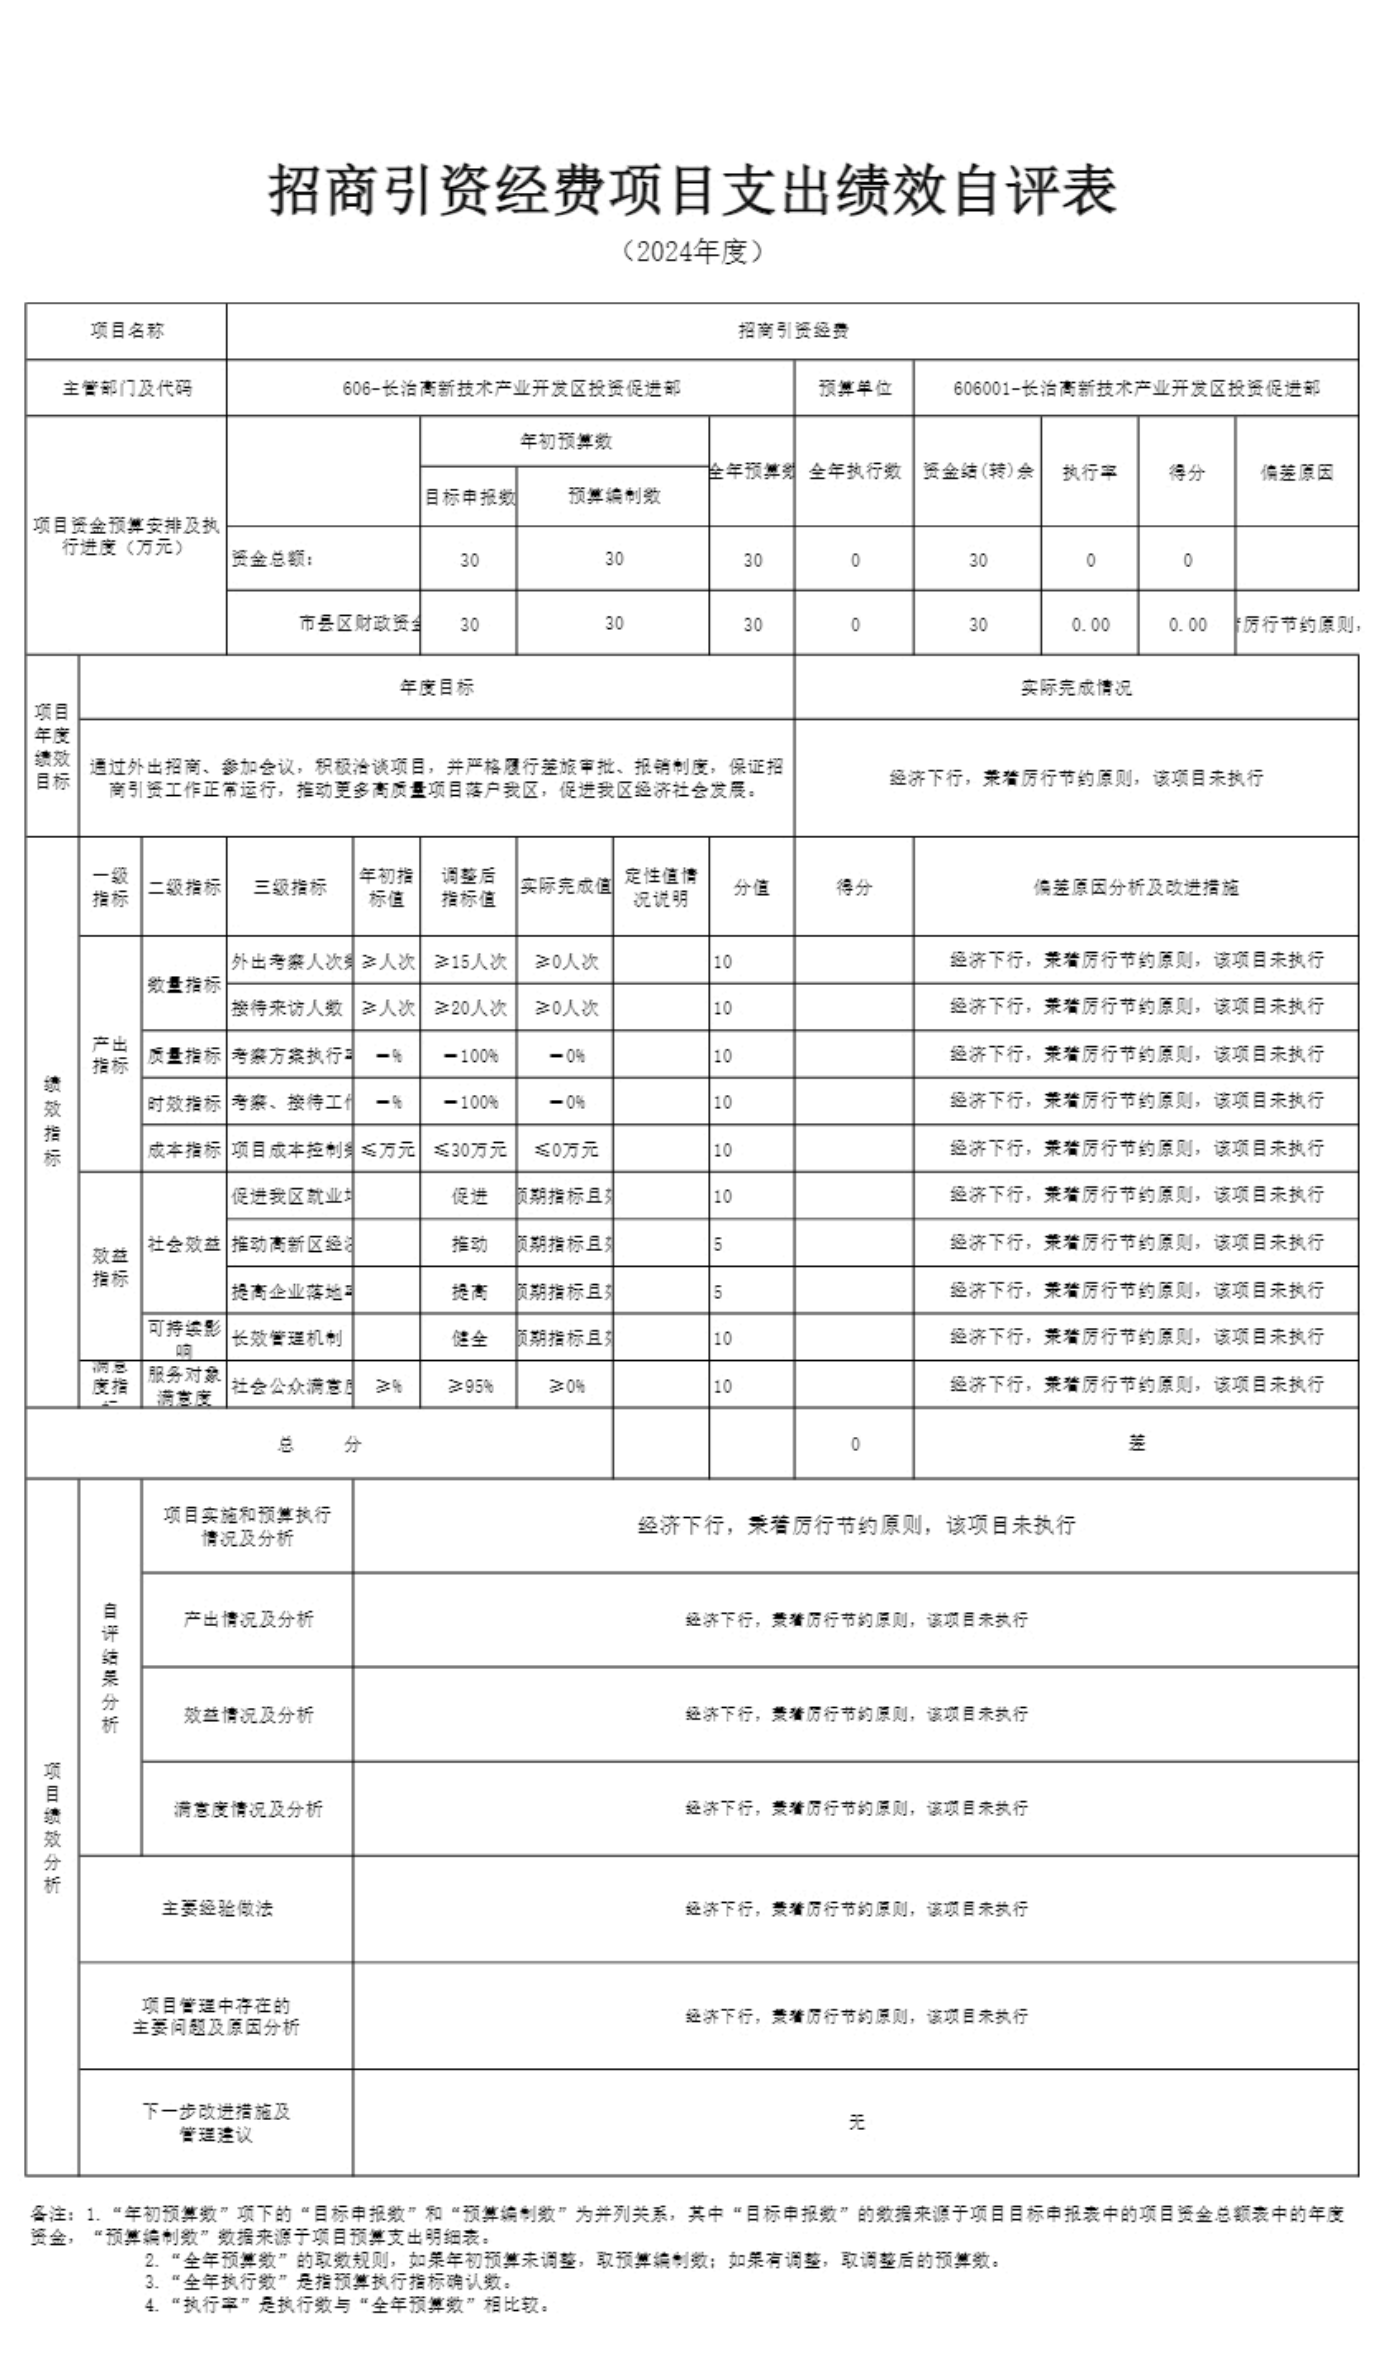 招商引资经费项目支出绩效自评表
（2024年度）
项目名称
招商引资经费
主管部门及代码
606-长治高新技术产业开发区投资促进部
预算单位
606001-长治高新技术产业开发区投资促进部
项目资金预算安排及执
行进度（万元）
年初预算数
全年预算数
全年执行数
资金结(转)余
执行率
得分
偏差原因
目标申报数
预算编制数
资金总额：
30
30
30
0
30
0
0
市县区财政资金
30
30
30
0
30
0.00
0.00
厉行节约原则，
项目
年度
绩效
目标
年度目标
实际完成情况
通过外出招商、参加会议，积极洽谈项目，并严格履行差旅审批、报销制度，保证招
商引资工作正常运行，推动更多高质量项目落户我区，促进我区经济社会发展。
经济下行，秉着厉行节约原则，该项目未执行
绩
效
指
标
一级
指标
二级指标
三级指标
年初指
标值
调整后
指标值
实际完成值
定性值情
况说明
分值
得分
偏差原因分析及改进措施
产出
指标
数量指标
外出考察人次
≥人次
≥15人次
≥0人次
10
经济下行，秉着厉行节约原则，该项目未执行
接待来访人数
≥人次
≥20人次
≥0人次
10
经济下行，秉着厉行节约原则，该项目未执行
质量指标
考察方案执行
=%
=100%
=0%
10
经济下行，秉着厉行节约原则，该项目未执行
时效指标
考察、接待工
=%
=100%
=0%
10
经济下行，秉着厉行节约原则，该项目未执行
成本指标
项目成本控制
≤万元
≤30万元
≤0万元
10
经济下行，秉着厉行节约原则，该项目未执行
效益
指标
社会效益
促进我区就业
促进
预期指标且
10
经济下行，秉着厉行节约原则，该项目未执行
推动高新区经
推动
预期指标且
5
经济下行，秉着厉行节约原则，该项目未执行
提高企业落地
提高
预期指标且
5
经济下行，秉着厉行节约原则，该项目未执行
可持续影
响
长效管理机制
健全
预期指标且
10
经济下行，秉着厉行节约原则，该项目未执行
满意
度指
服务对象
满意度
社会公众满意度
≥%
≥95%
≥0%
10
经济下行，秉着厉行节约原则，该项目未执行
总 分
0
差
项
目
绩
效
分
析
自
评
结
果
分
析
项目实施和预算执行
情况及分析
经济下行，秉着厉行节约原则，该项目未执行
产出情况及分析
经济下行，秉着厉行节约原则，该项目未执行
效益情况及分析
经济下行，秉着厉行节约原则，该项目未执行
满意度情况及分析
经济下行，秉着厉行节约原则，该项目未执行
主要经验做法
经济下行，秉着厉行节约原则，该项目未执行
项目管理中存在的
主要问题及原因分析
经济下行，秉着厉行节约原则，该项目未执行
下一步改进措施及
管理建议
无
备注：1.“年初预算数”项下的“目标申报数”和“预算编制数”为并列关系，其中“目标申报数”的数据来源于项目目标申报表中的项目资金总额表中的年度
资金，“预算编制数”数据来源于项目预算支出明细表。
2.“全年预算数”的取数规则，如果年初预算未调整，取预算编制数；如果有调整，取调整后的预算数。
3.“全年执行数”是指预算执行指标确认数。
4.“执行率”是执行数与“全年预算数”相比较。